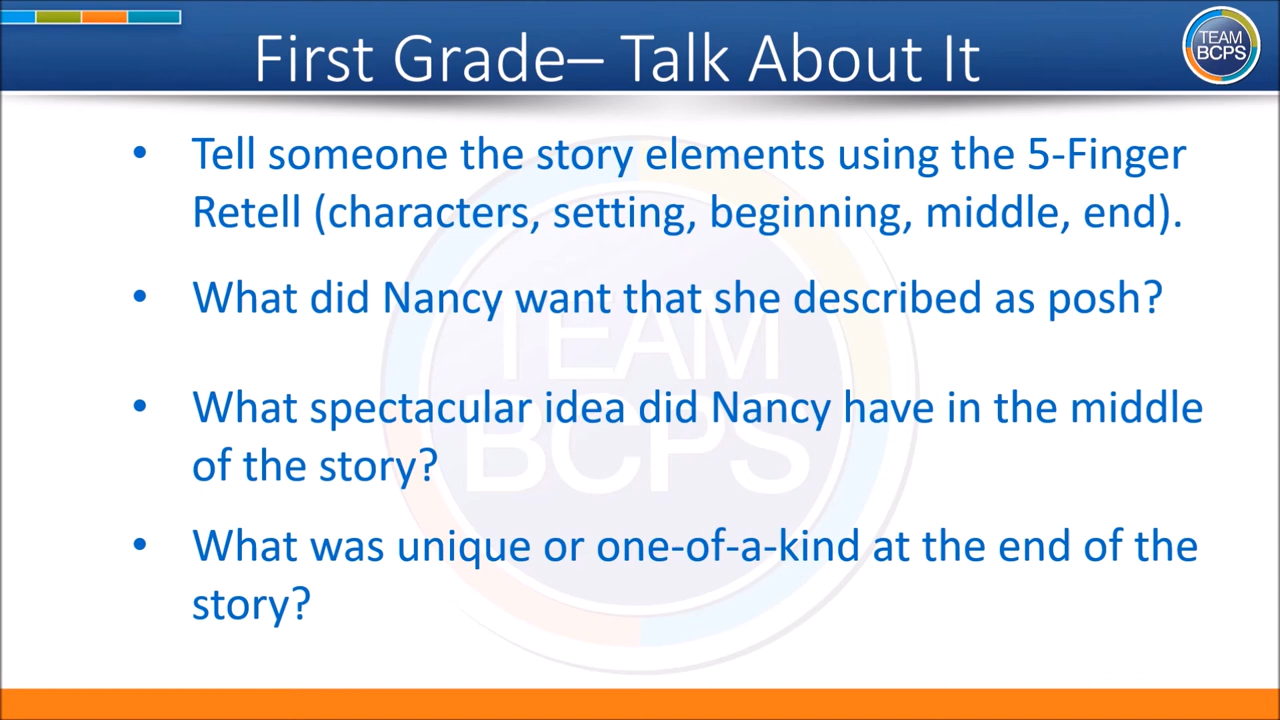 First Grade– Talk About It
TEAM
BCPS
• Tell someone the story elements using the 5-Finger
Retell (characters, setting, beginning, middle, end).
• What did Nancy want that she described as posh?
• What spectacular idea did Nancy have in the middle
of the story?
• What was unique or one-of-a-kind at the end of the
story?
TEAM
BCPS